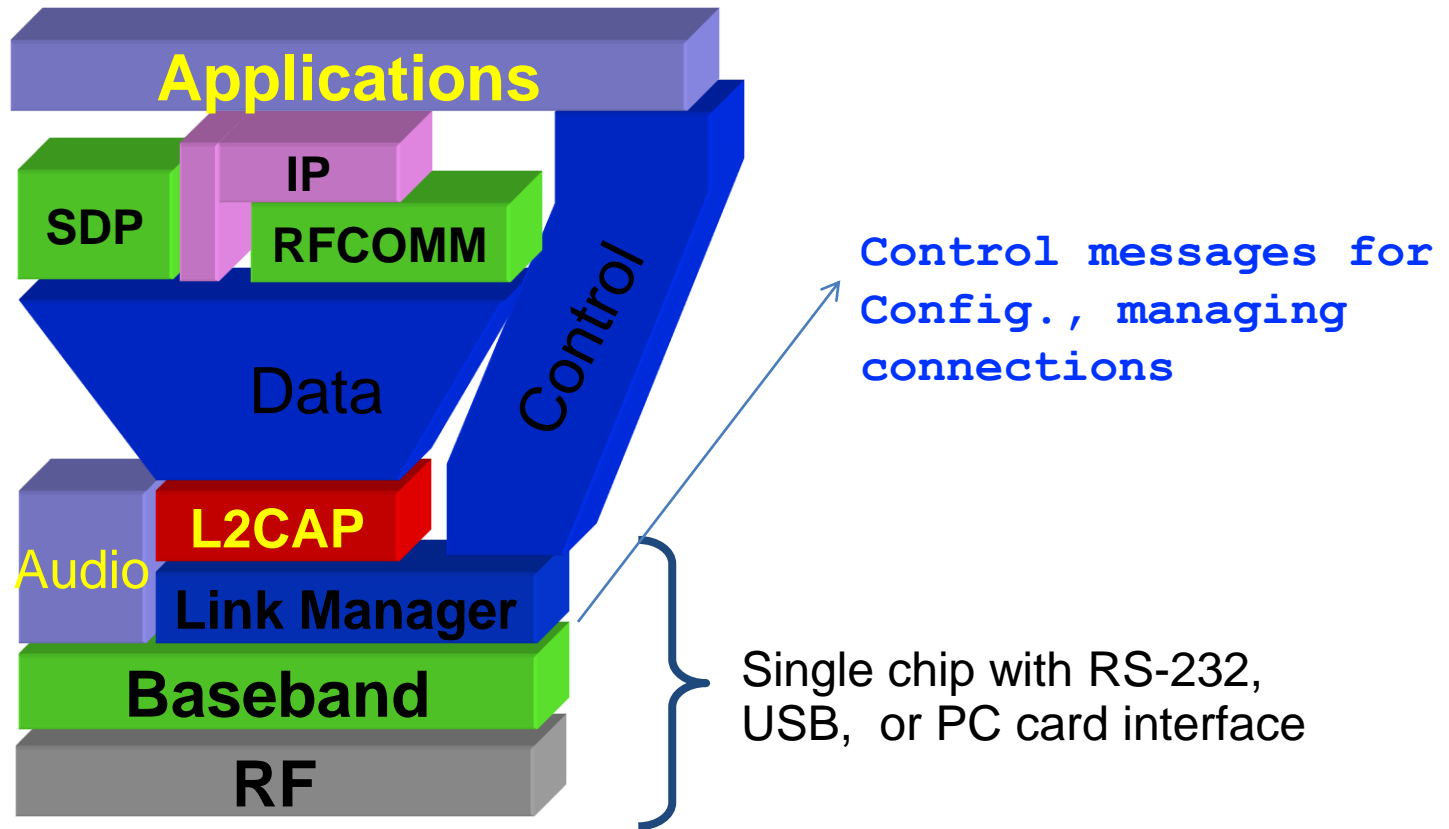 Applications
IP
SDP
RFCOMM
Control
Control messages for
Config., managing
connections
Data
L2CAP
Audio
Link Manager
Single chip with RS-232,
USB, or PC card interface
Baseband
RF